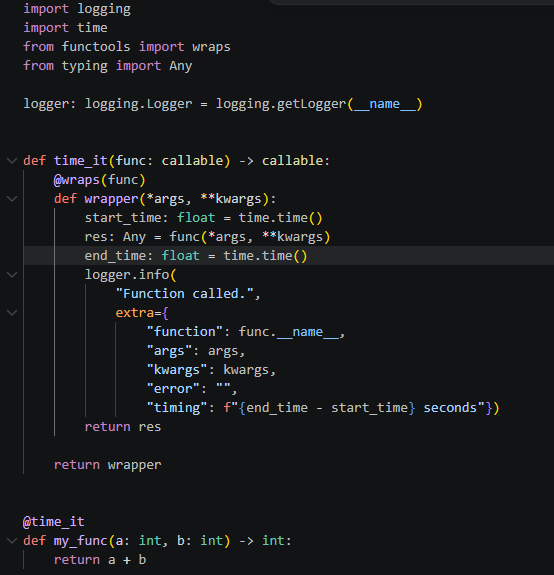 import logging
import time
from functools import wraps
from typing import Any

logger: logging.Logger = logging.getLogger(__name__)


def time_it(func: callable) -> callable:
    @wraps(func)
    def wrapper(*args, **kwargs):
        start_time: float = time.time()
        res: Any = func(*args, **kwargs)
        end_time: float = time.time()
        logger.info(
            "Function called.",
            extra={
                "function": func.__name__,
                "args": args,
                "kwargs": kwargs,
                "error": "",
                "timing": f"{end_time - start_time} seconds"})
        return res

    return wrapper


@time_it
def my_func(a: int, b: int) -> int:
    return a + b